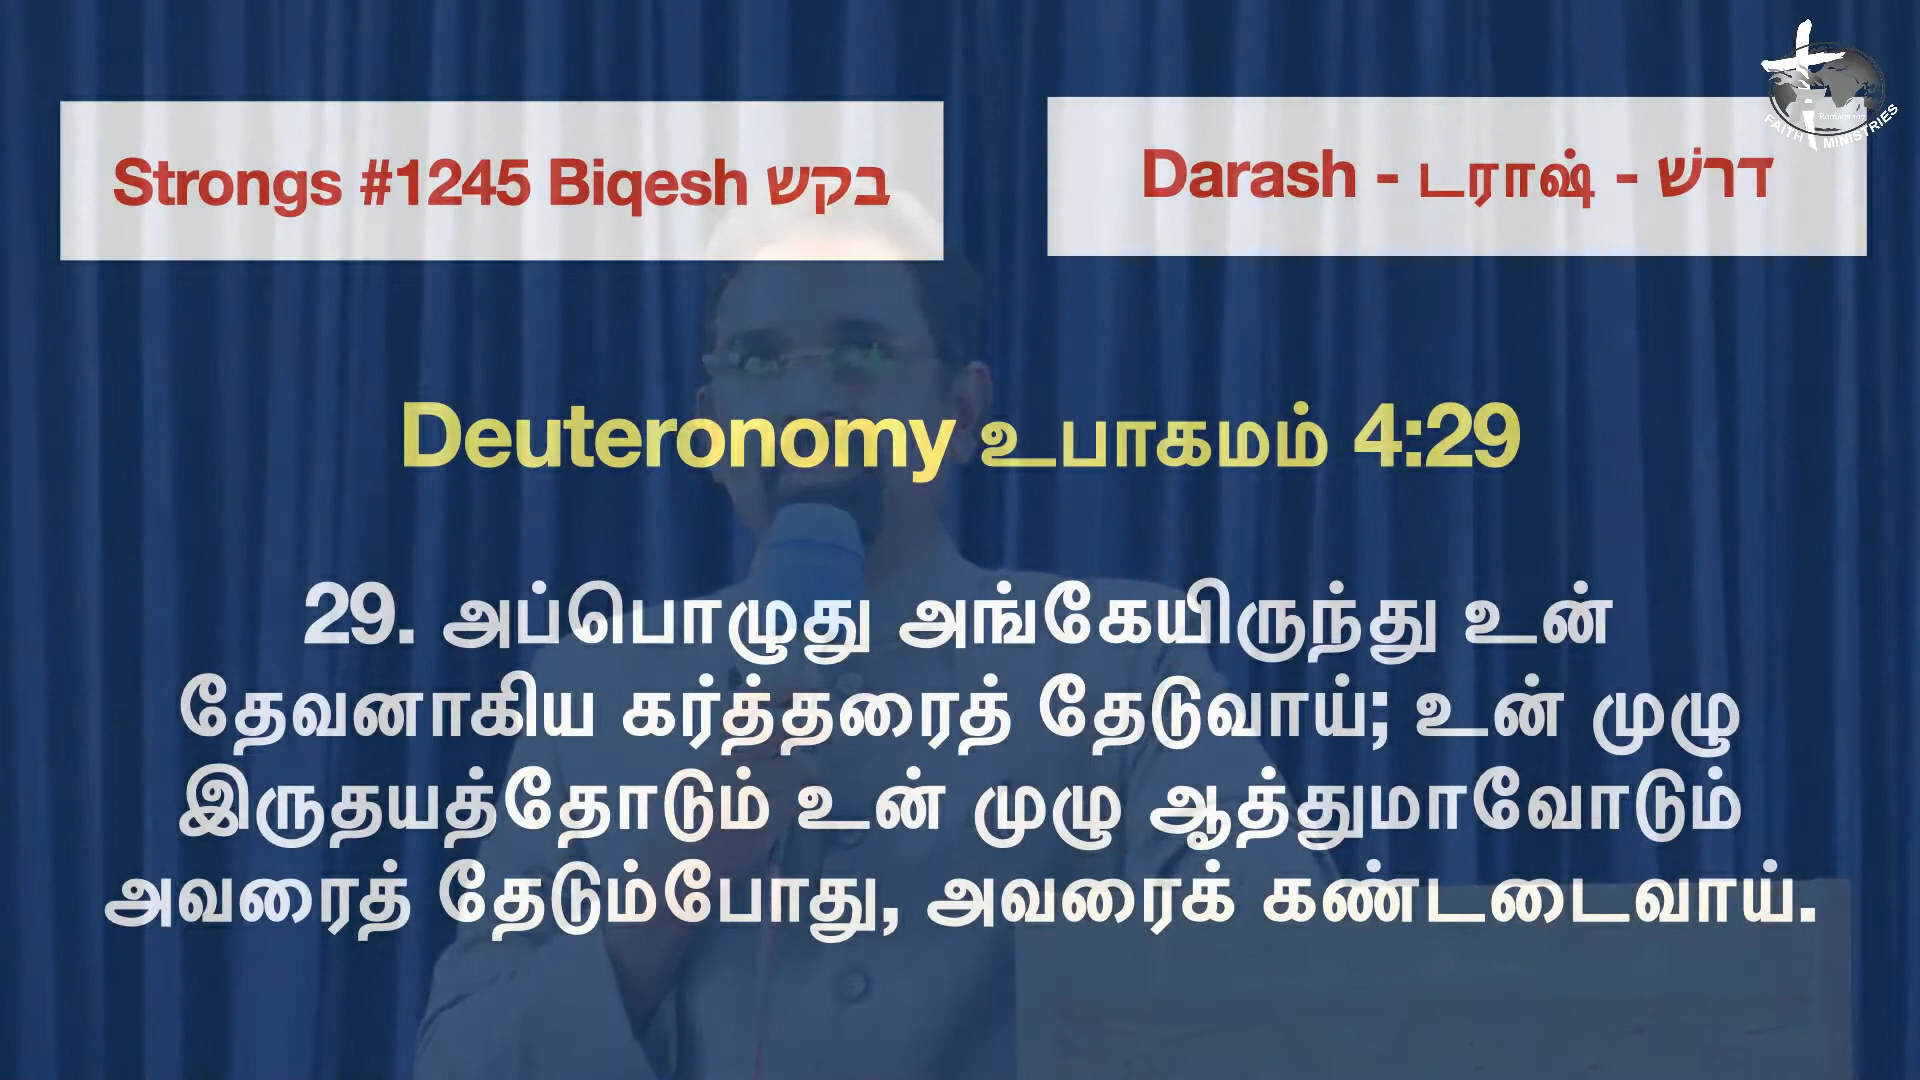 Strongs #1245 Biqesh בקש
Darash - டராஷ் - דרשׁ
FAITH MINISTRIES
Deuteronomy உபாகமம் 4:29
29. அப்பொழுது அங்கேயிருந்து உன்
தேவனாகிய கர்த்தரைத் தேடுவாய்; உன் முழு
இருதயத்தோடும் உன் முழு ஆத்துமாவோடும்
அவரைத் தேடும்போது, அவரைக் கண்டடைவாய்.